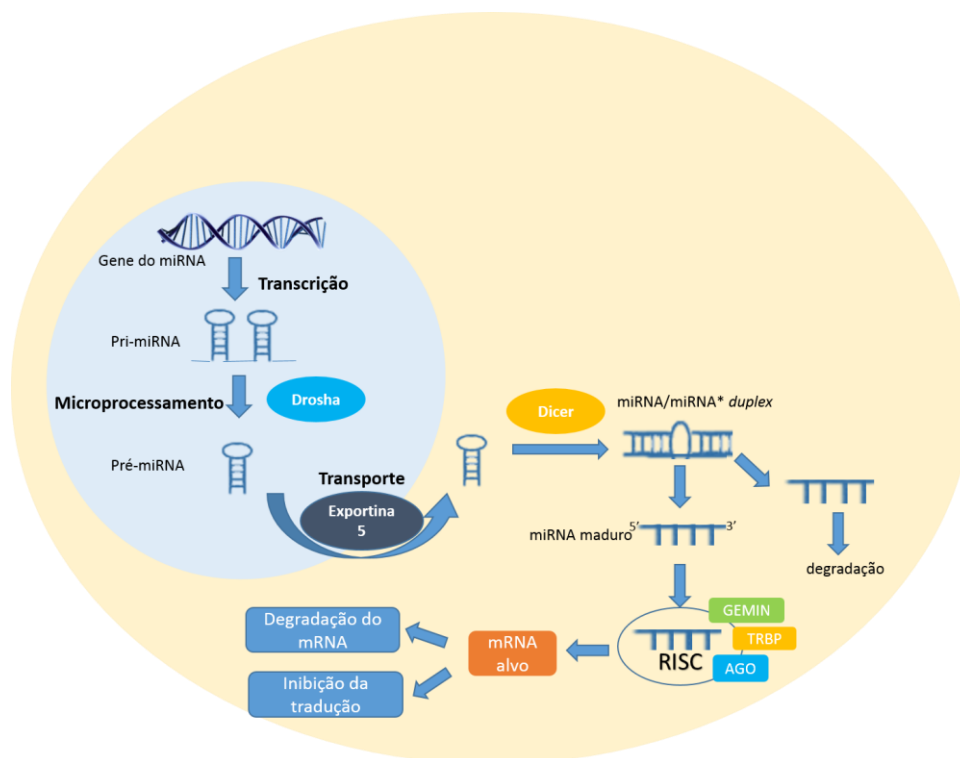 Gene do miRNA
Transcrição
Pri-miRNA
Microprocessamento
Drosha
Pré-miRNA
Transporte
Exportina
5
Dicer
miRNA/miRNA* duplex
miRNA maduro
5’
3’
degradação
GEMIN
TRBP
AGO
RISC
mRNA
alvo
Degradação do
mRNA
Inibição da
tradução